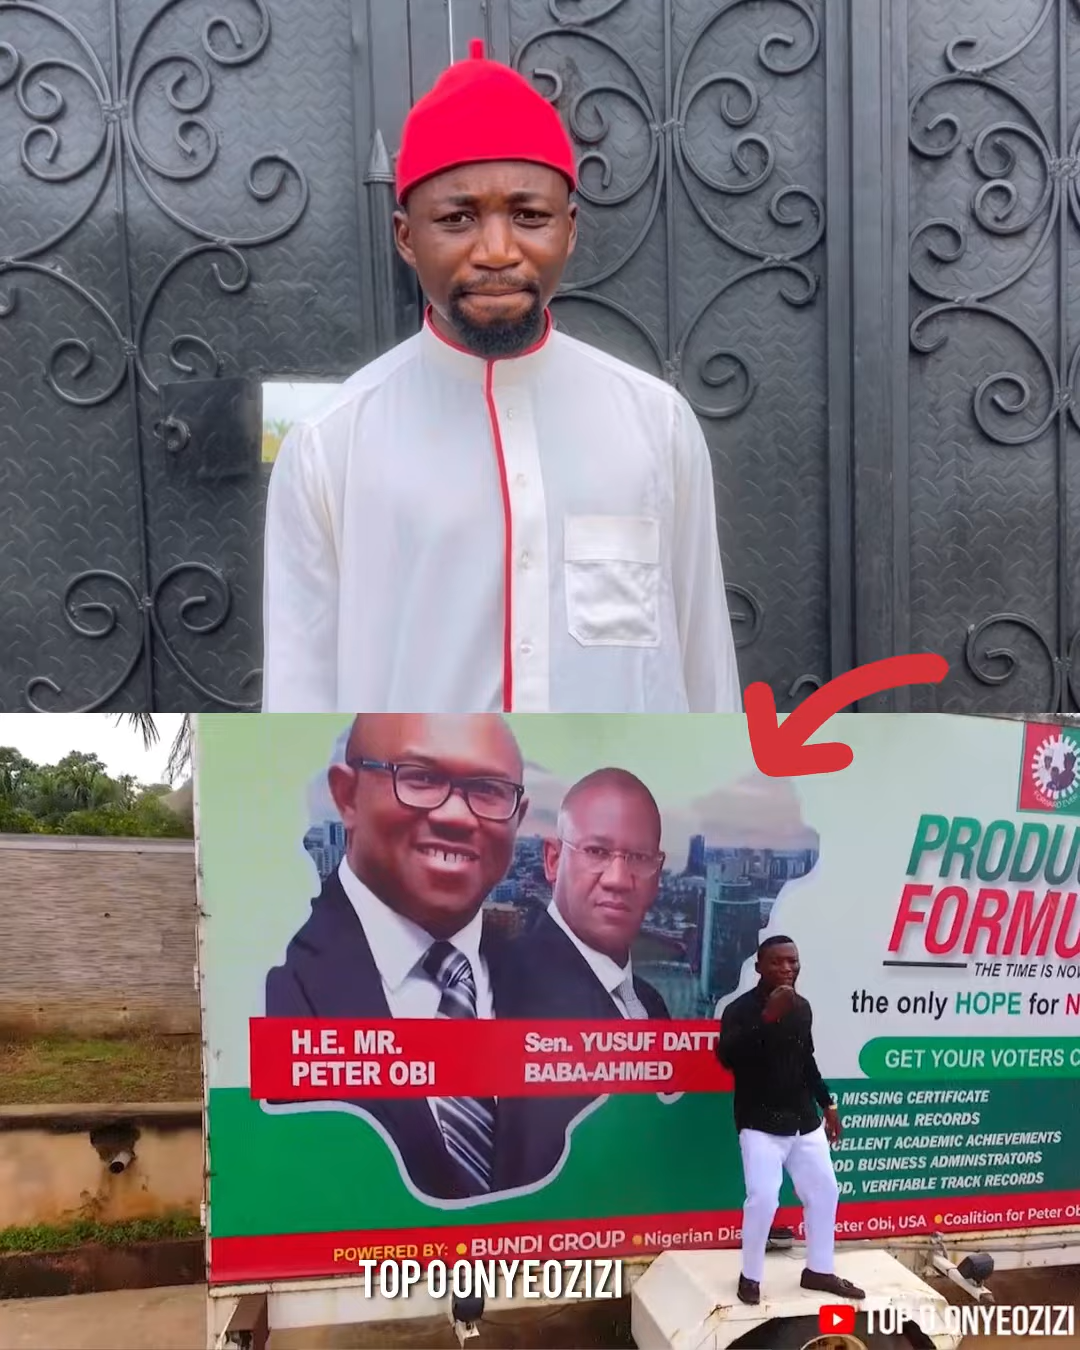 PRODU
FORMU
THE TIME IS NOW
the only HOPE for N
GET YOUR VOTERS C
H.E. MR.
PETER OBI
Sen. YUSUF DATT
BABA-AHMED
MISSING CERTIFICATE
CRIMINAL RECORDS
CELLENT ACADEMIC ACHIEVEMENTS
OD BUSINESS ADMINISTRATORS
OD, VERIFIABLE TRACK RECORDS
POWERED BY: • BUNDI GROUP • Nigerian Dia f Peter Obi, USA • Coalition for Peter Ob
TOP O ONYEOZIZI
TOP O ONYEOZIZI